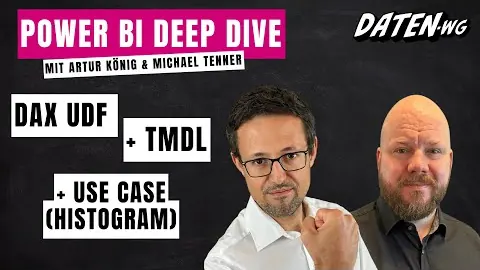 POWER BI DEEP DIVE
MIT ARTUR KÖNIG & MICHAEL TENNER
DATEN-WG
DAX UDF
+ TMDL
+ USE CASE
(HISTOGRAM)